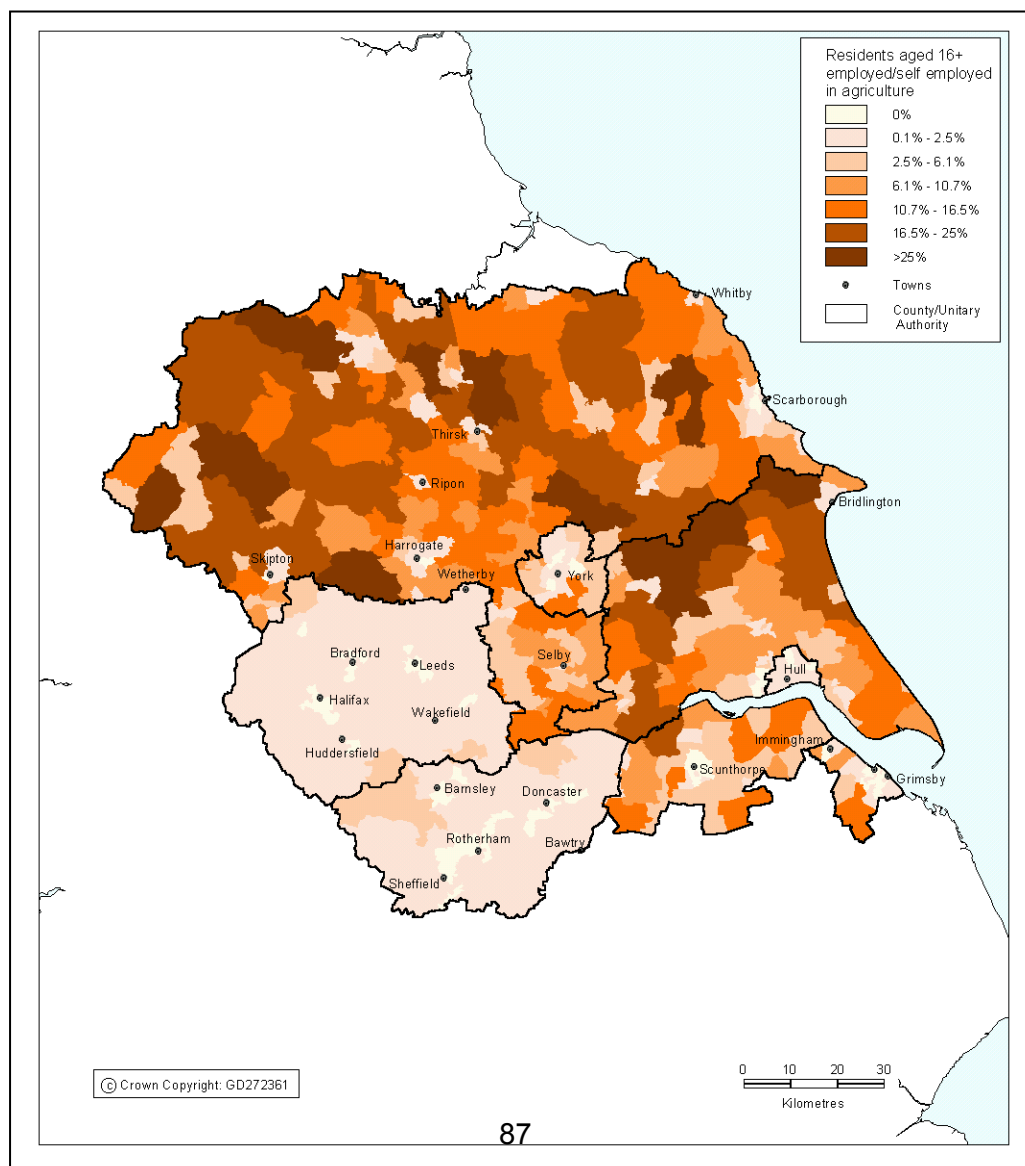 Residents aged 16+
employed/self employed
in agriculture
0%
0.1% - 2.5%
2.5% - 6.1%
6.1% - 10.7%
10.7% - 16.5%
16.5% - 25%
>25%
Towns
County/Unitary
Authority
Whitby
Scarborough
Thirsk
Ripon
Bridlington
Harrogate
Skipton
York
Wetherby
Bradford
Leeds
Selby
Hull
Halifax
Wakefield
Huddersfield
Immingham
Scunthorpe
Grimsby
Barnsley
Doncaster
Rotherham
Bawtry
Sheffield
© Crown Copyright: GD272361
0 10 20 30
Kilometres
87